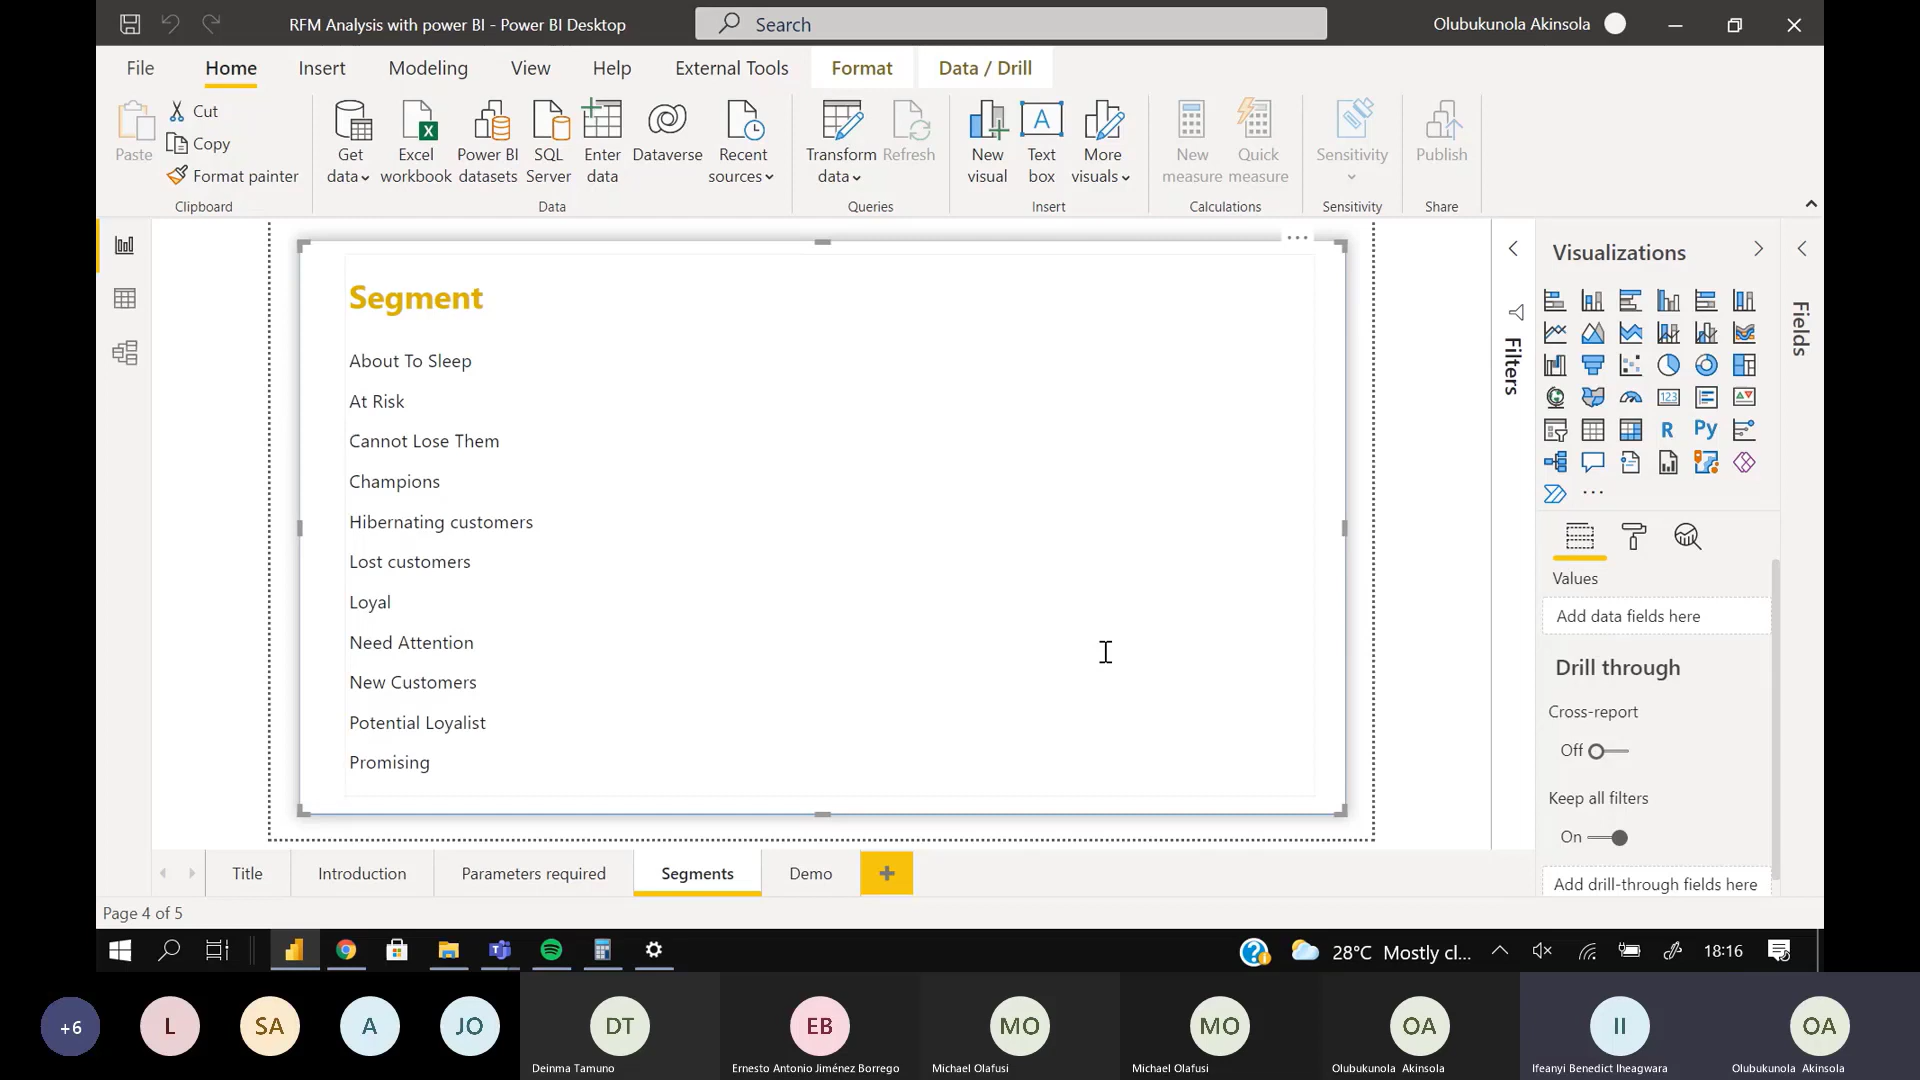 RFM Analysis with power BI - Power BI Desktop
Search
Olubukunola Akinsola
File Home Insert Modeling View Help External Tools Format Data / Drill
Paste
Cut
Copy
Format painter
Clipboard
Get data
Excel workbook
Power BI datasets
SQL Server
Enter data
Dataverse
Recent sources
Data
Transform data
Refresh
Queries
New visual
A
Text box
More visuals
Insert
New measure
Quick measure
Calculations
Sensitivity
Sensitivity
Publish
Share
Segment
About To Sleep
At Risk
Cannot Lose Them
Champions
Hibernating customers
Lost customers
Loyal
Need Attention
New Customers
Potential Loyalist
Promising
Filters
Visualizations
123
R Py
Values
Add data fields here
Drill through
Cross-report
Off
Keep all filters
On
Add drill-through fields here
Fields
Title Introduction Parameters required Segments Demo +
Page 4 of 5
28°C Mostly cl...
18:16
+6
L
SA
A
JO
DT
Deinma Tamuno
EB
Ernesto Antonio Jiménez Borrego
MO
Michael Olafusi
MO
Michael Olafusi
OA
Olubukunola Akinsola
II
Ifeanyi Benedict Iheagwara
OA
Olubukunola Akinsola